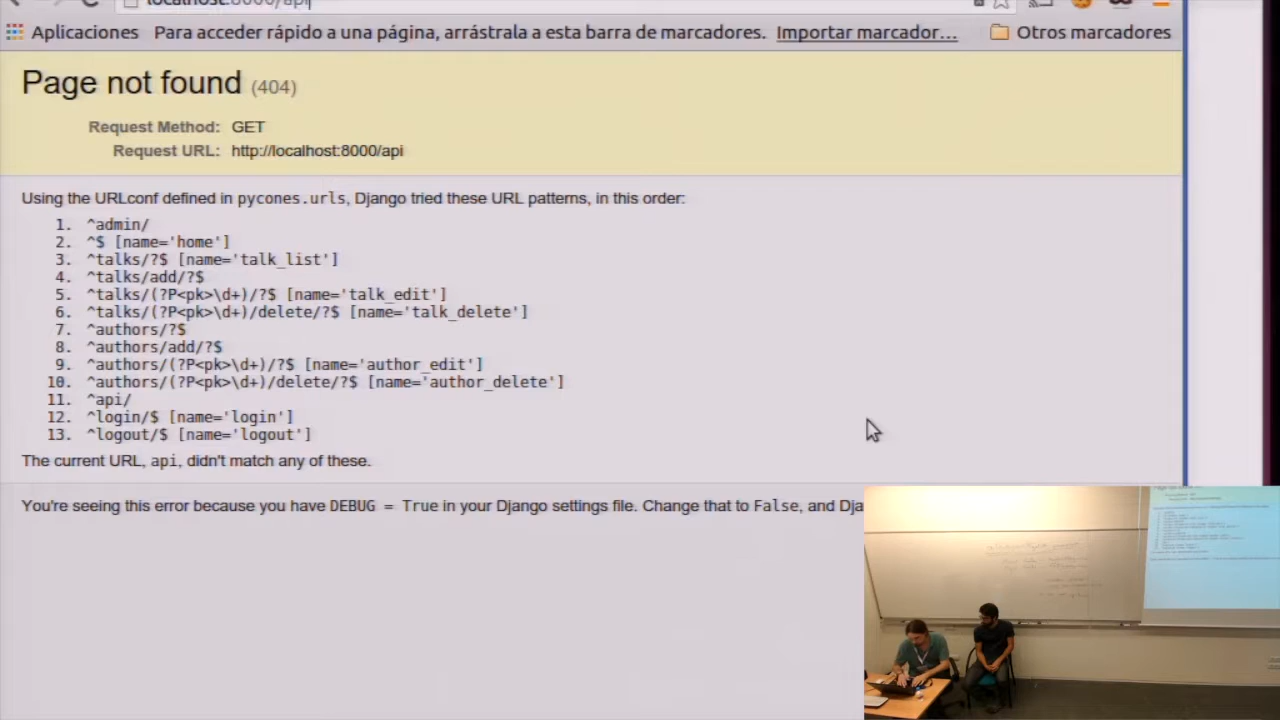 localhost:8000/api
Aplicaciones Para acceder rápido a una página, arrástrala a esta barra de marcadores. Importar marcador... Otros marcadores
Page not found (404)
Request Method: GET
Request URL: http://localhost:8000/api
Using the URLconf defined in pycones.urls, Django tried these URL patterns, in this order:
1. ^admin/
2. ^$ [name='home']
3. ^talks/?$ [name='talk_list']
4. ^talks/add/?$
5. ^talks/(?P<pk>\d+)/?$ [name='talk_edit']
6. ^talks/(?P<pk>\d+)/delete/?$ [name='talk_delete']
7. ^authors/?$
8. ^authors/add/?$
9. ^authors/(?P<pk>\d+)/?$ [name='author_edit']
10. ^authors/(?P<pk>\d+)/delete/?$ [name='author_delete']
11. ^api/
12. ^login/$ [name='login']
13. ^logout/$ [name='logout']
The current URL, api, didn't match any of these.
You're seeing this error because you have DEBUG = True in your Django settings file. Change that to False, and Dja